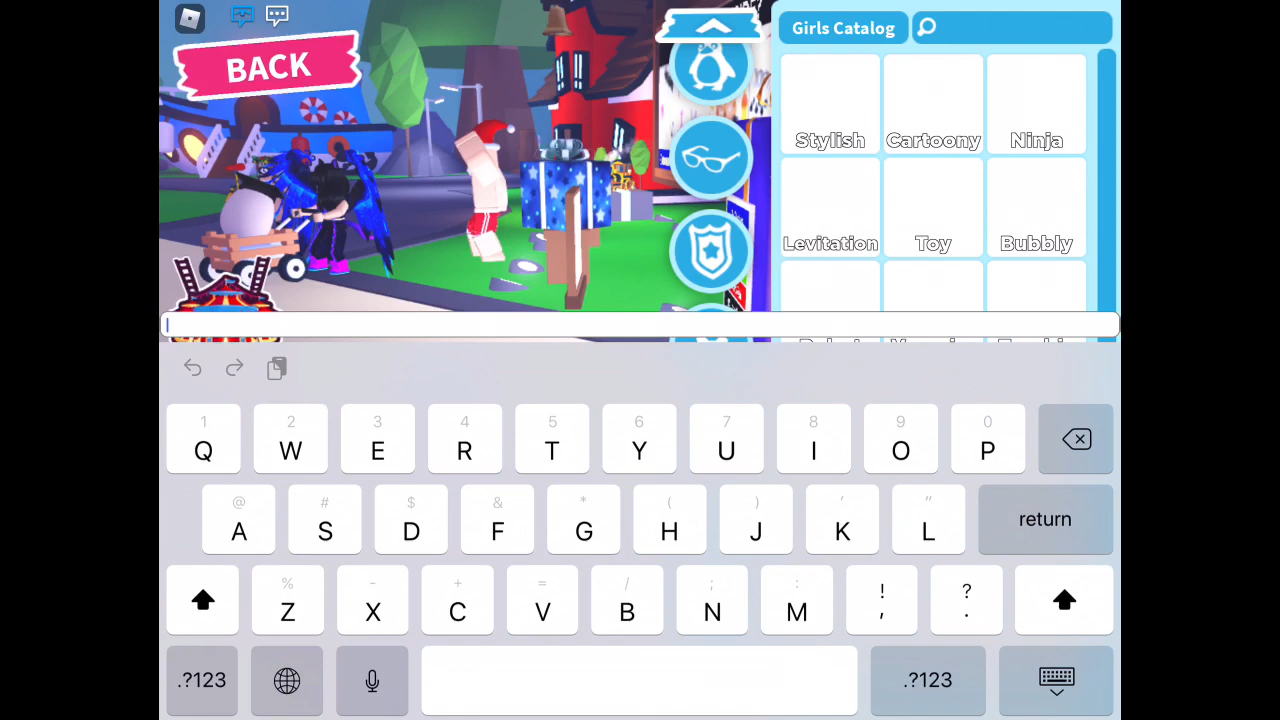 BACK
Girls Catalog
Stylish Cartoony Ninja
Levitation Toy Bubbly
1 2 3 4 5 6 7 8 9 0
Q W E R T Y U I O P
@ # $ & * ( ) ' "
A S D F G H J K L return
% - + = / ; : ! ?
Z X C V B N M , .
.?123 .?123